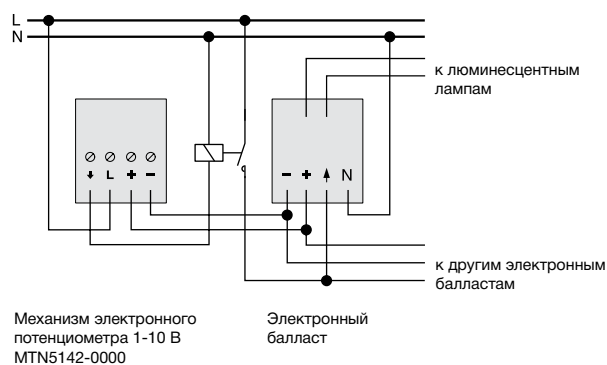 L
N
к люминесцентным
лампам
L + −
− + N
к другим электронным
балластам
Механизм электронного
потенциометра 1-10 В
MTN5142-0000
Электронный
балласт